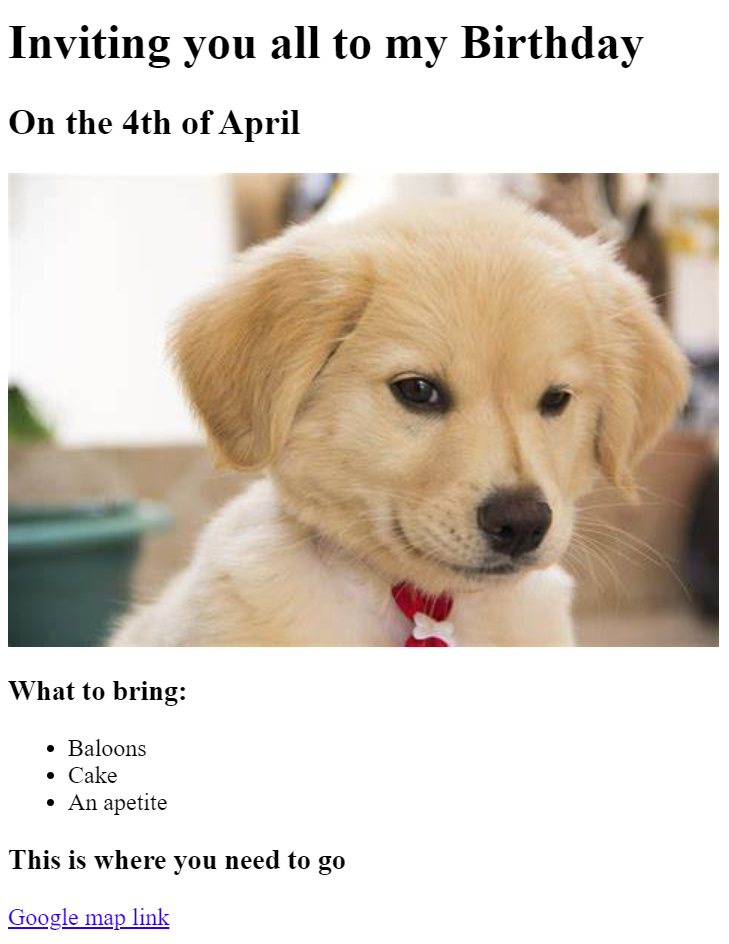 Inviting you all to my Birthday
On the 4th of April
What to bring:
Baloons
Cake
An apetite
This is where you need to go
Google map link